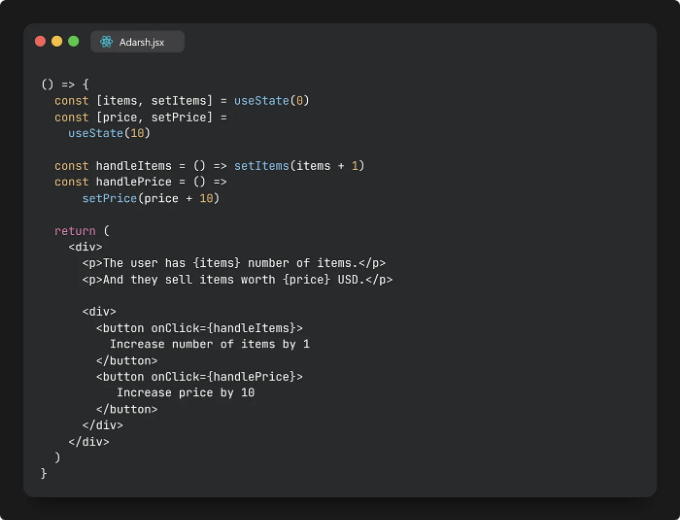 Adarsh.jsx
() => {
  const [items, setItems] = useState(0)
  const [price, setPrice] =
    useState(10)

  const handleItems = () => setItems(items + 1)
  const handlePrice = () =>
      setPrice(price + 10)

  return (
    <div>
      <p>The user has {items} number of items.</p>
      <p>And they sell items worth {price} USD.</p>

      <div>
        <button onClick={handleItems}>
          Increase number of items by 1
        </button>
        <button onClick={handlePrice}>
           Increase price by 10
        </button>
      </div>
    </div>
  )
}